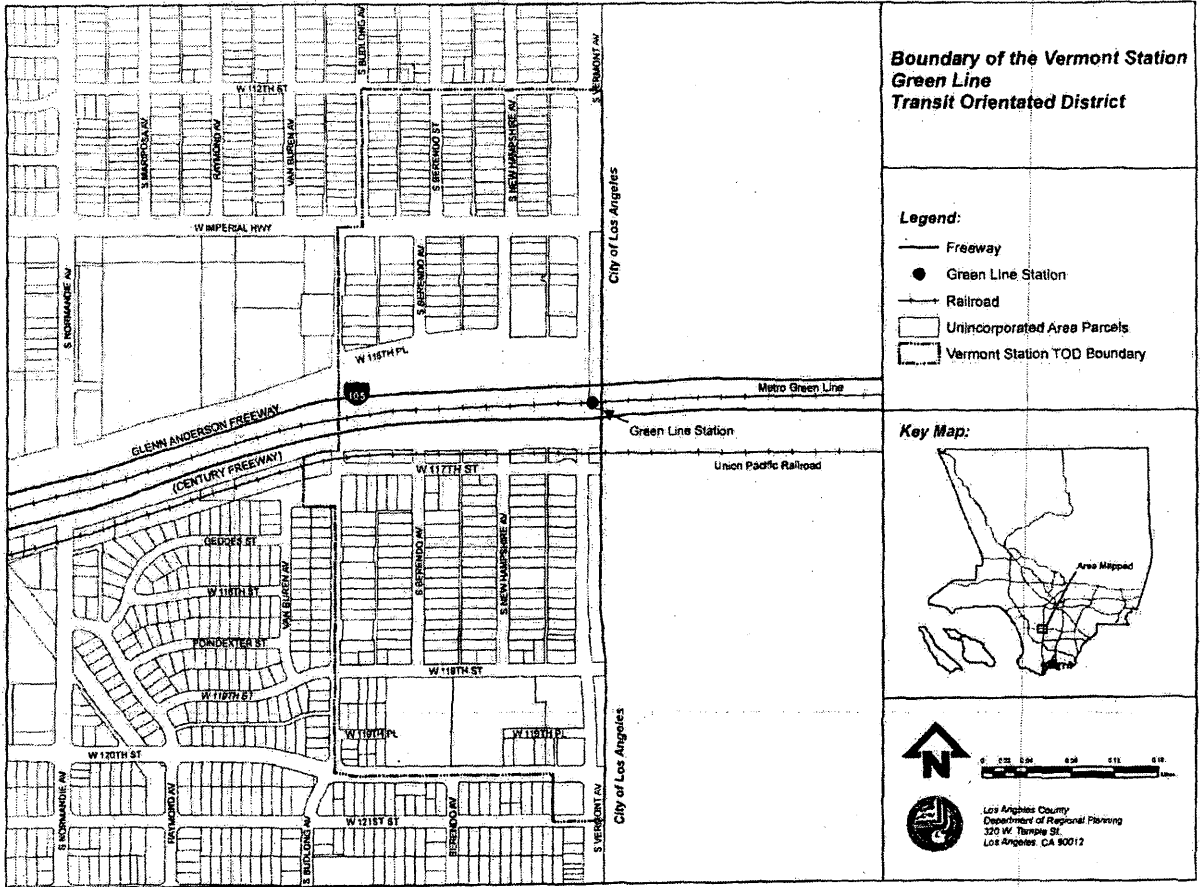 Boundary of the Vermont Station
Green Line
Transit Orientated District
Legend:
Freeway
Green Line Station
Railroad
Unincorporated Area Parcels
Vermont Station TOD Boundary
Key Map:
Area Mapped
N
Los Angeles County
Department of Regional Planning
320 W. Temple St.
Los Angeles, CA 90012
S BUDLONG AV
S VERMONT AV
W 112TH ST
S MARIPOSA AV
RAYMOND AV
VAN BUREN AV
S BERENDO ST
S NEW HAMPSHIRE AV
W IMPERIAL HWY
City of Los Angeles
S NORMANDIE AV
S BERENDO AV
W 115TH PL
105
Metro Green Line
GLENN ANDERSON FREEWAY
(CENTURY FREEWAY)
Green Line Station
W 117TH ST
Union Pacific Railroad
GEDDES ST
W 118TH ST
VAN BUREN AV
S BERENDO AV
S NEW HAMPSHIRE AV
POINDEXTER ST
W 119TH ST
W 119TH ST
W 119TH PL
W 119TH PL
City of Los Angeles
W 120TH ST
S NORMANDIE AV
RAYMOND AV
W 121ST ST
S BUDLONG AV
BERENDO AV
S VERMONT AV